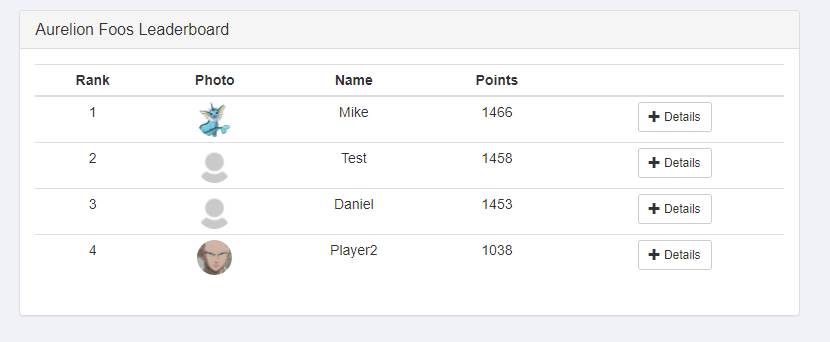 Aurelion Foos Leaderboard
Rank Photo Name Points
1 Mike 1466 Details
2 Test 1458 Details
3 Daniel 1453 Details
4 Player2 1038 Details